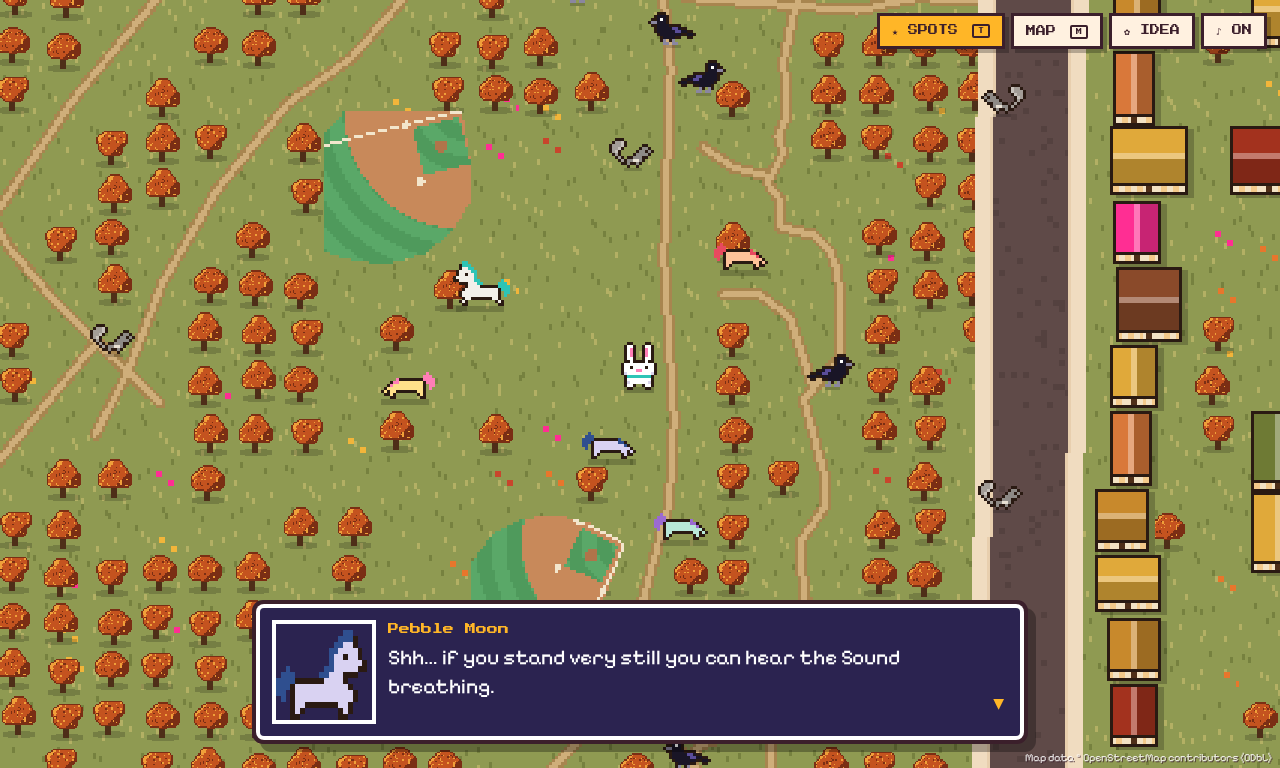 ★ SPOTS T
MAP M
✿ IDEA
♪ ON
Pebble Moon
Shh... if you stand very still you can hear the Sound
breathing.
▼
Map data © OpenStreetMap contributors (ODbL)